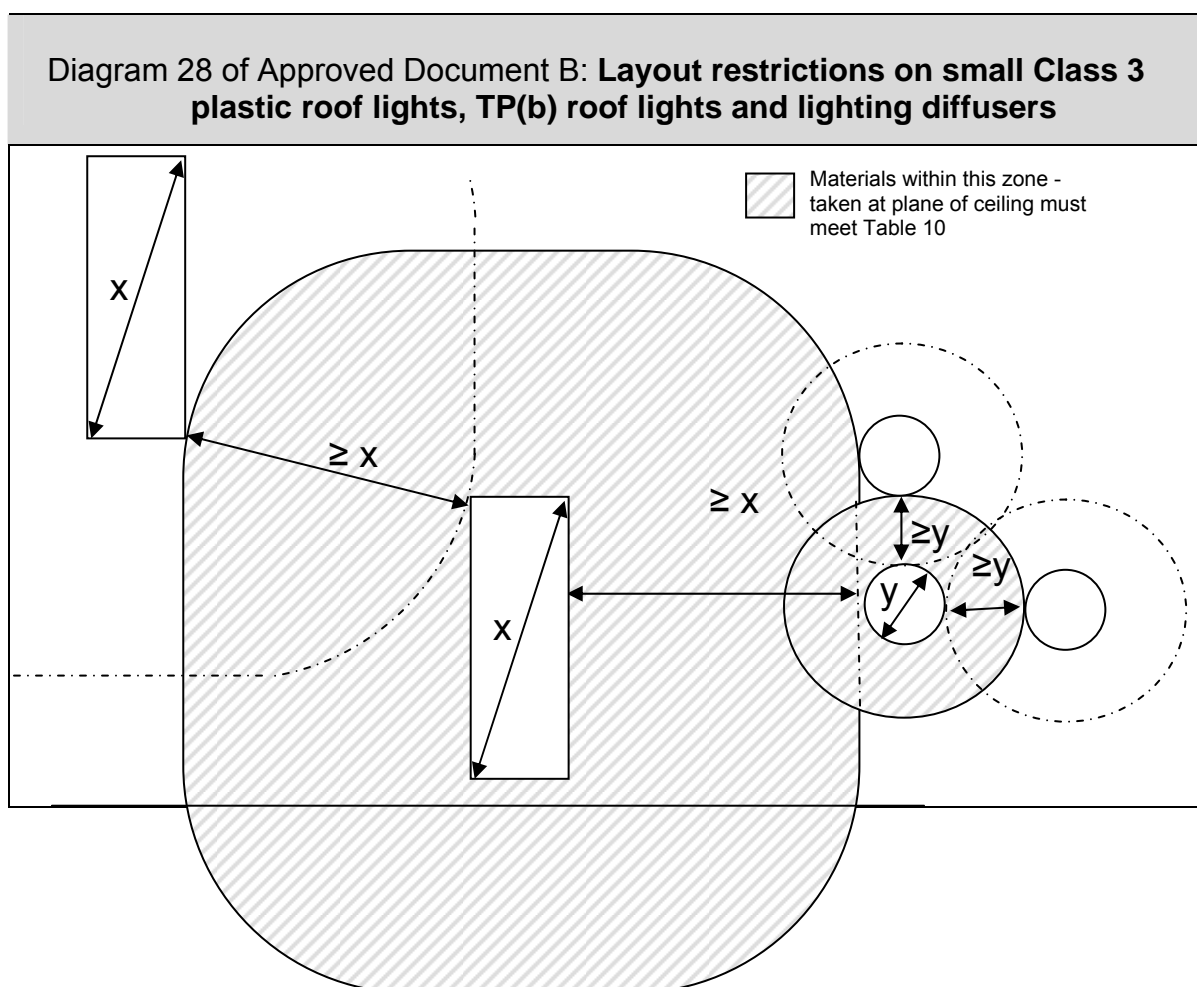 Diagram 28 of Approved Document B: Layout restrictions on small Class 3
plastic roof lights, TP(b) roof lights and lighting diffusers
Materials within this zone -
taken at plane of ceiling must
meet Table 10
x
≥ x
≥ x
≥y
≥y
y
x